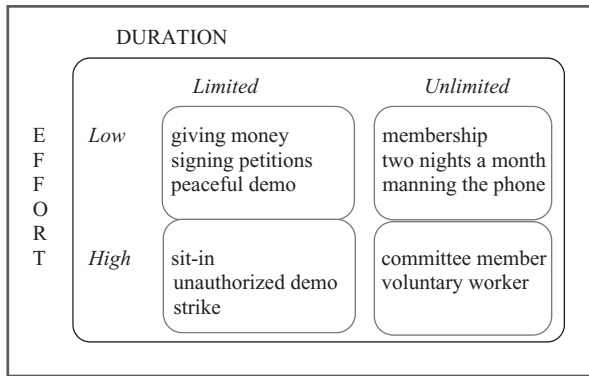 DURATION
Limited
Unlimited
E
F
F
O
R
T
Low
giving money
signing petitions
peaceful demo
membership
two nights a month
manning the phone
High
sit-in
unauthorized demo
strike
committee member
voluntary worker